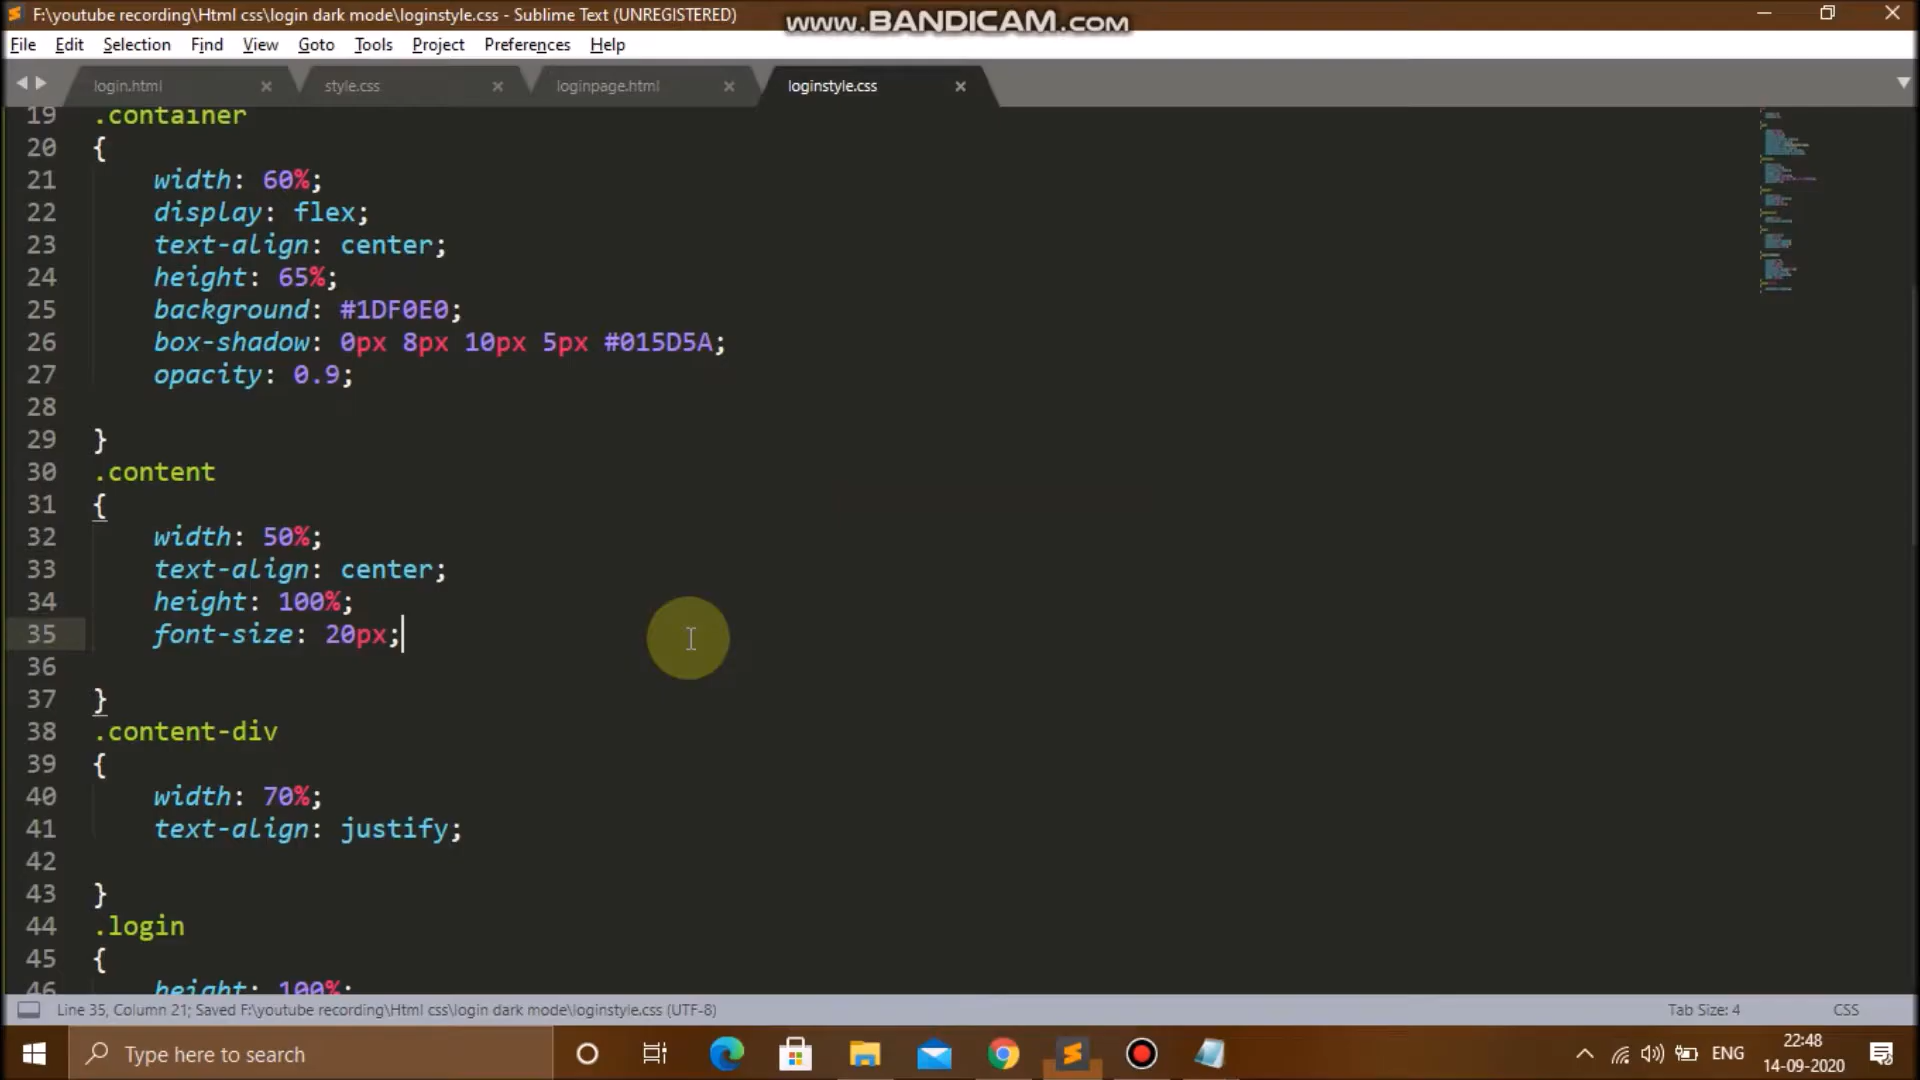 F:\youtube recording\Html css\login dark mode\loginstyle.css - Sublime Text (UNREGISTERED)
www.BANDICAM.com
File Edit Selection Find View Goto Tools Project Preferences Help
login.html style.css loginpage.html loginstyle.css
19 .container
20 {
21 width: 60%;
22 display: flex;
23 text-align: center;
24 height: 65%;
25 background: #1DF0E0;
26 box-shadow: 0px 8px 10px 5px #015D5A;
27 opacity: 0.9;
28
29 }
30 .content
31 {
32 width: 50%;
33 text-align: center;
34 height: 100%;
35 font-size: 20px;
36
37 }
38 .content-div
39 {
40 width: 70%;
41 text-align: justify;
42
43 }
44 .login
45 {
46 height: 100%;
Line 35, Column 21; Saved F:\youtube recording\Html css\login dark mode\loginstyle.css (UTF-8) Tab Size: 4 CSS
Type here to search
ENG
22:48
14-09-2020